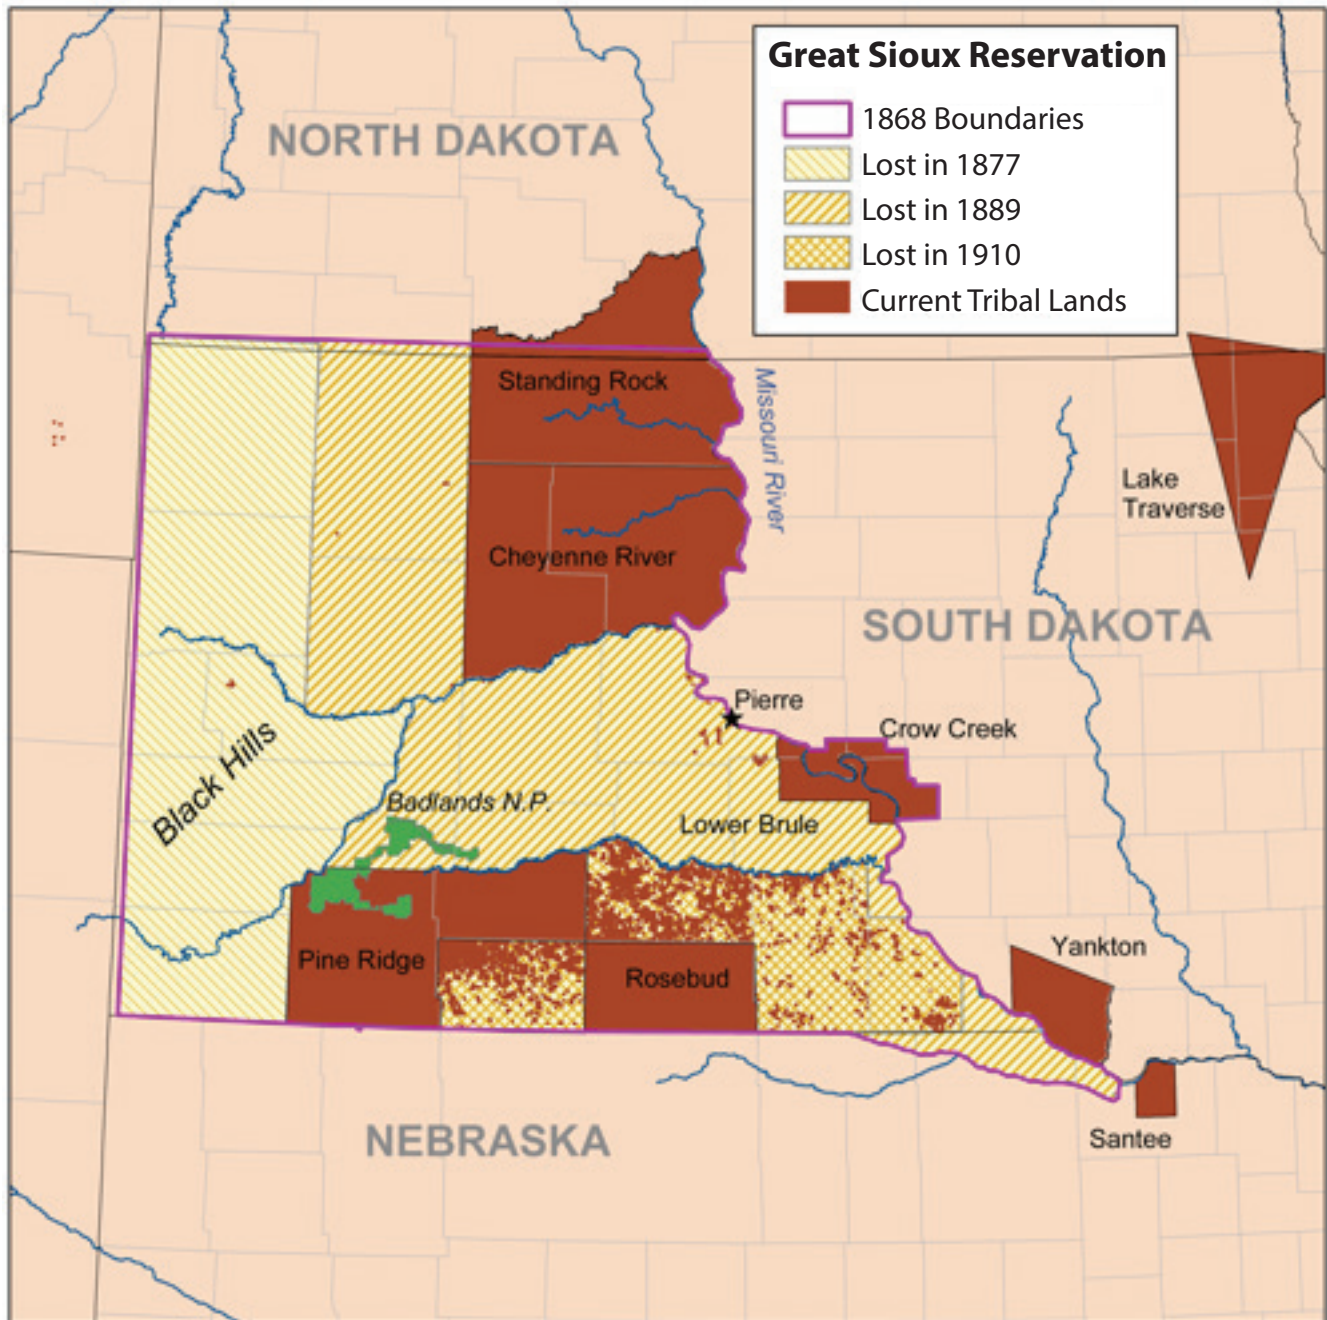 Great Sioux Reservation
1868 Boundaries
Lost in 1877
Lost in 1889
Lost in 1910
Current Tribal Lands
NORTH DAKOTA
Standing Rock
Missouri River
Lake
Traverse
Cheyenne River
SOUTH DAKOTA
Pierre
Crow Creek
Black Hills
Badlands N.P.
Lower Brule
Pine Ridge
Rosebud
Yankton
NEBRASKA
Santee